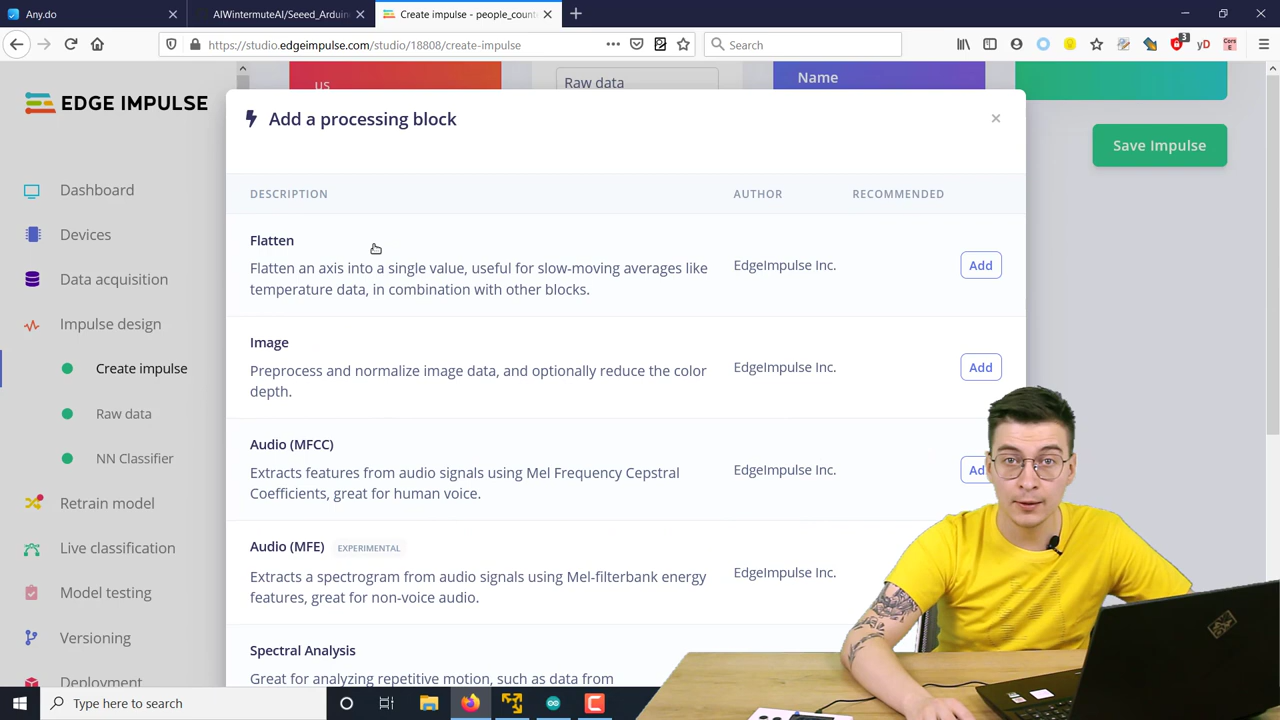 Any.do
AIWintermuteAI/Seeed_Arduin
Create impulse - people_count
https://studio.edgeimpulse.com/studio/18808/create-impulse
Search
3
yD
us
Raw data
Name
EDGE IMPULSE
Add a processing block
Save Impulse
Dashboard
Devices
Data acquisition
Impulse design
Create impulse
Raw data
NN Classifier
Retrain model
Live classification
Model testing
Versioning
Deployment
DESCRIPTION
AUTHOR
RECOMMENDED
Flatten
Flatten an axis into a single value, useful for slow-moving averages like
temperature data, in combination with other blocks.
EdgeImpulse Inc.
Add
Image
Preprocess and normalize image data, and optionally reduce the color
depth.
EdgeImpulse Inc.
Add
Audio (MFCC)
Extracts features from audio signals using Mel Frequency Cepstral
Coefficients, great for human voice.
EdgeImpulse Inc.
Ad
Audio (MFE) EXPERIMENTAL
Extracts a spectrogram from audio signals using Mel-filterbank energy
features, great for non-voice audio.
EdgeImpulse Inc.
Spectral Analysis
Great for analyzing repetitive motion, such as data from
Type here to search